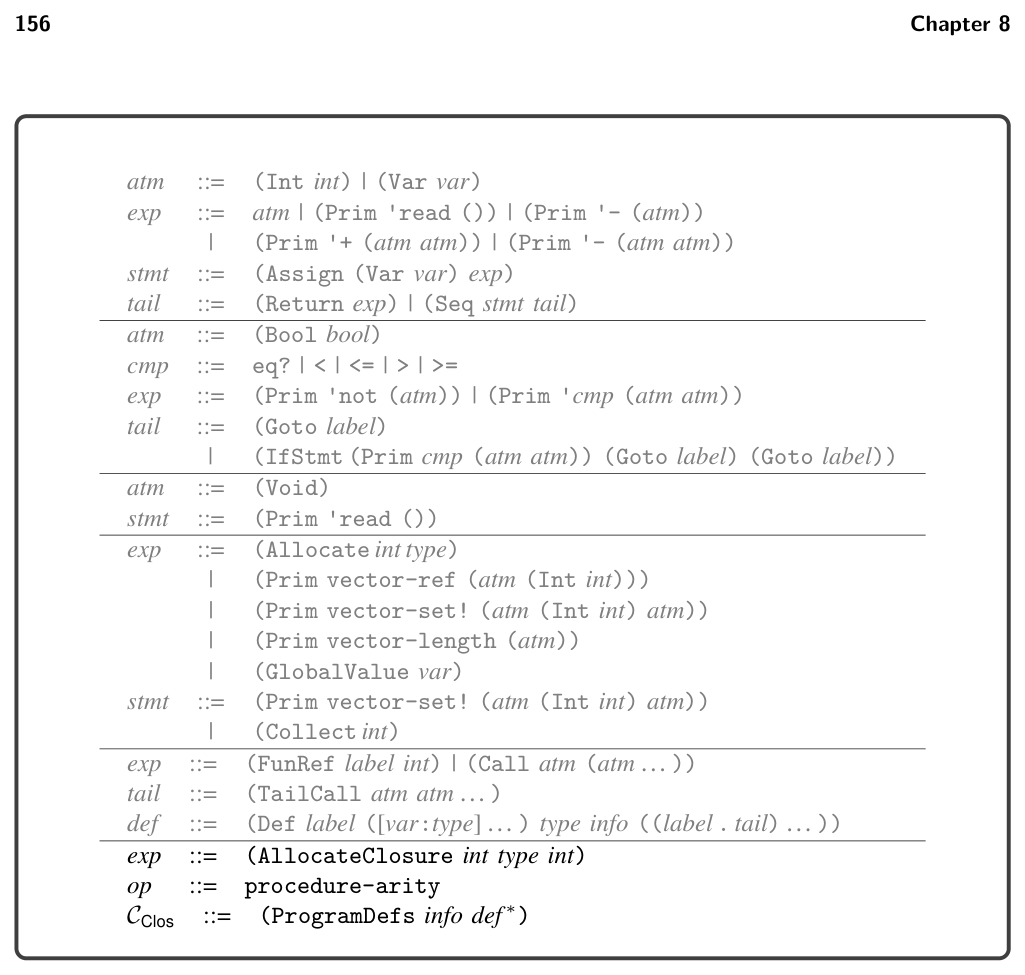 156 Chapter 8
atm ::= (Int int) | (Var var)
exp ::= atm | (Prim 'read ()) | (Prim '- (atm))
| (Prim '+ (atm atm)) | (Prim '- (atm atm))
stmt ::= (Assign (Var var) exp)
tail ::= (Return exp) | (Seq stmt tail)
atm ::= (Bool bool)
cmp ::= eq? | < | <= | > | >=
exp ::= (Prim 'not (atm)) | (Prim 'cmp (atm atm))
tail ::= (Goto label)
| (IfStmt (Prim cmp (atm atm)) (Goto label) (Goto label))
atm ::= (Void)
stmt ::= (Prim 'read ())
exp ::= (Allocate int type)
| (Prim vector-ref (atm (Int int)))
| (Prim vector-set! (atm (Int int) atm))
| (Prim vector-length (atm))
| (GlobalValue var)
stmt ::= (Prim vector-set! (atm (Int int) atm))
| (Collect int)
exp ::= (FunRef label int) | (Call atm (atm ...))
tail ::= (TailCall atm atm ...)
def ::= (Def label ([var:type] ...) type info ((label . tail) ...))
exp ::= (AllocateClosure int type int)
op ::= procedure-arity
C_Clos ::= (ProgramDefs info def*)